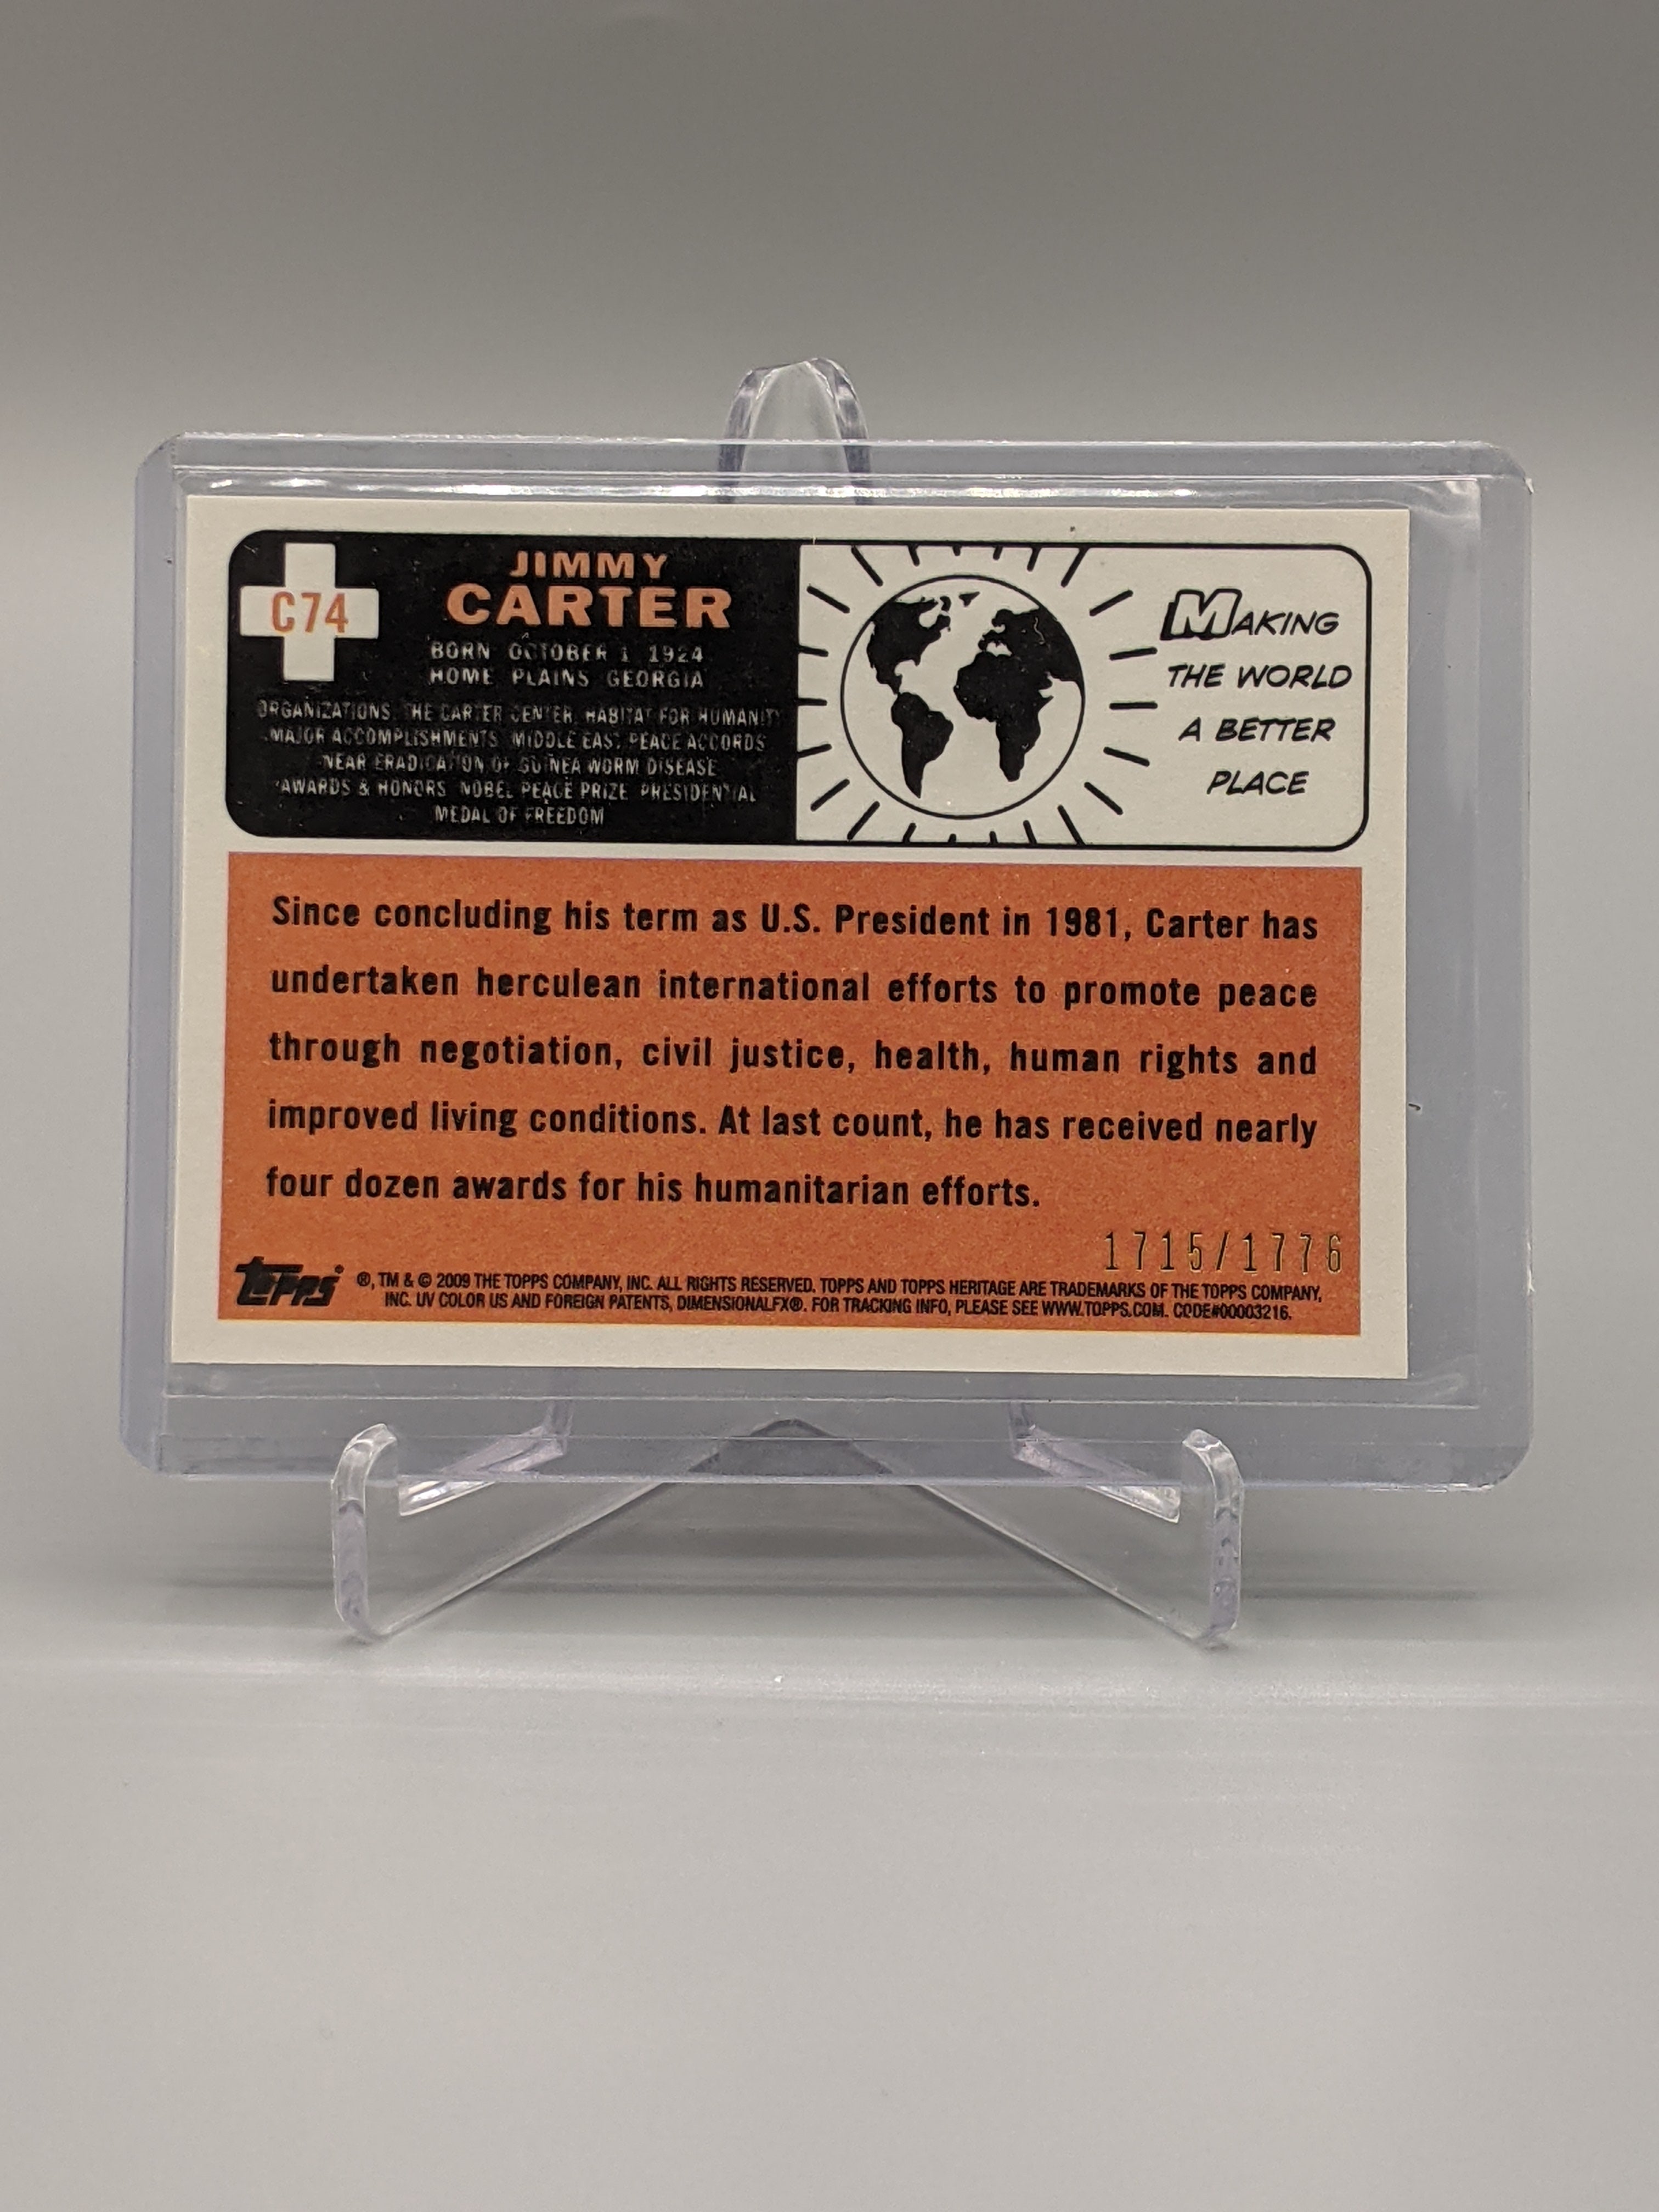 C74
JIMMY
CARTER
BORN OCTOBER 1 1924
HOME PLAINS GEORGIA
ORGANIZATIONS: THE CARTER CENTER, HABITAT FOR HUMANITY
MAJOR ACCOMPLISHMENTS: MIDDLE EAST PEACE ACCORDS
NEAR ERADICATION OF GUINEA WORM DISEASE
AWARDS & HONORS NOBEL PEACE PRIZE PRESIDENTIAL
MEDAL OF FREEDOM
MAKING
THE WORLD
A BETTER
PLACE
Since concluding his term as U.S. President in 1981, Carter has
undertaken herculean international efforts to promote peace
through negotiation, civil justice, health, human rights and
improved living conditions. At last count, he has received nearly
four dozen awards for his humanitarian efforts.
1715/1776
TOPPS
®, TM & © 2009 THE TOPPS COMPANY, INC. ALL RIGHTS RESERVED. TOPPS AND TOPPS HERITAGE ARE TRADEMARKS OF THE TOPPS COMPANY,
INC. UV COLOR US AND FOREIGN PATENTS, DIMENSIONALFX®. FOR TRACKING INFO, PLEASE SEE WWW.TOPPS.COM. CODE#00003216.